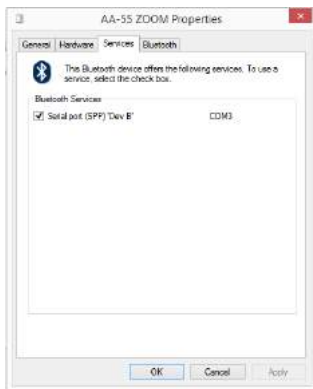 AA-55 ZOOM Properties
General Hardware Services Bluetooth
This Bluetooth device offers the following services. To use a
service, select the check box.
Bluetooth Services
Serial port (SPP) 'Dev B' COM3
OK Cancel Apply